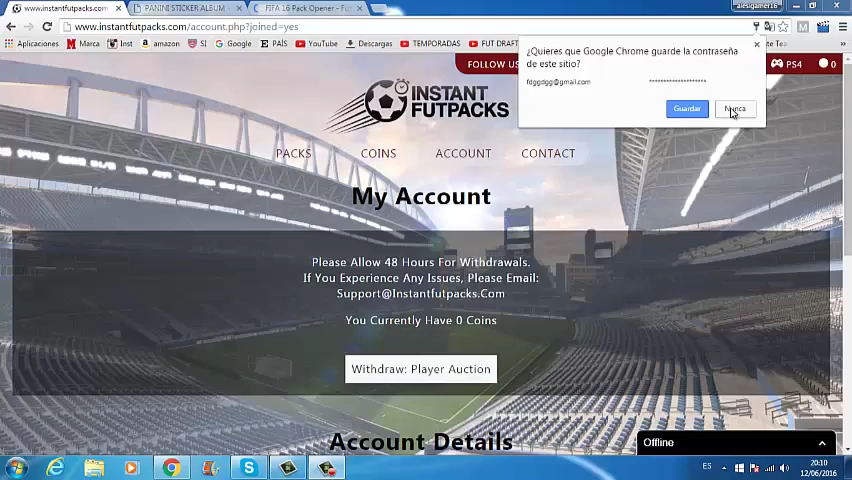 www.instantfutpacks.c
PANINI STICKER ALBUM -
FIFA 16 Pack Opener - Fu
alesigamer16
www.instantfutpacks.com/account.php?joined=yes
Marca
Inst
amazon
SI
Google
PAÍS
YouTube
Descargas
TEMPORADAS
FUT DRAFT
¿Quieres que Google Chrome guarde la contraseña
de este sitio?
fdggdgg@gmail.com
********************
Guardar
Nunca
FOLLOW US
PS4
0
INSTANT
FUTPACKS
PACKS
COINS
ACCOUNT
CONTACT
My Account
Please Allow 48 Hours For Withdrawals.
If You Experience Any Issues, Please Email:
Support@Instantfutpacks.Com
You Currently Have 0 Coins
Withdraw: Player Auction
Account Details
Offline
ES
20:10
12/06/2016